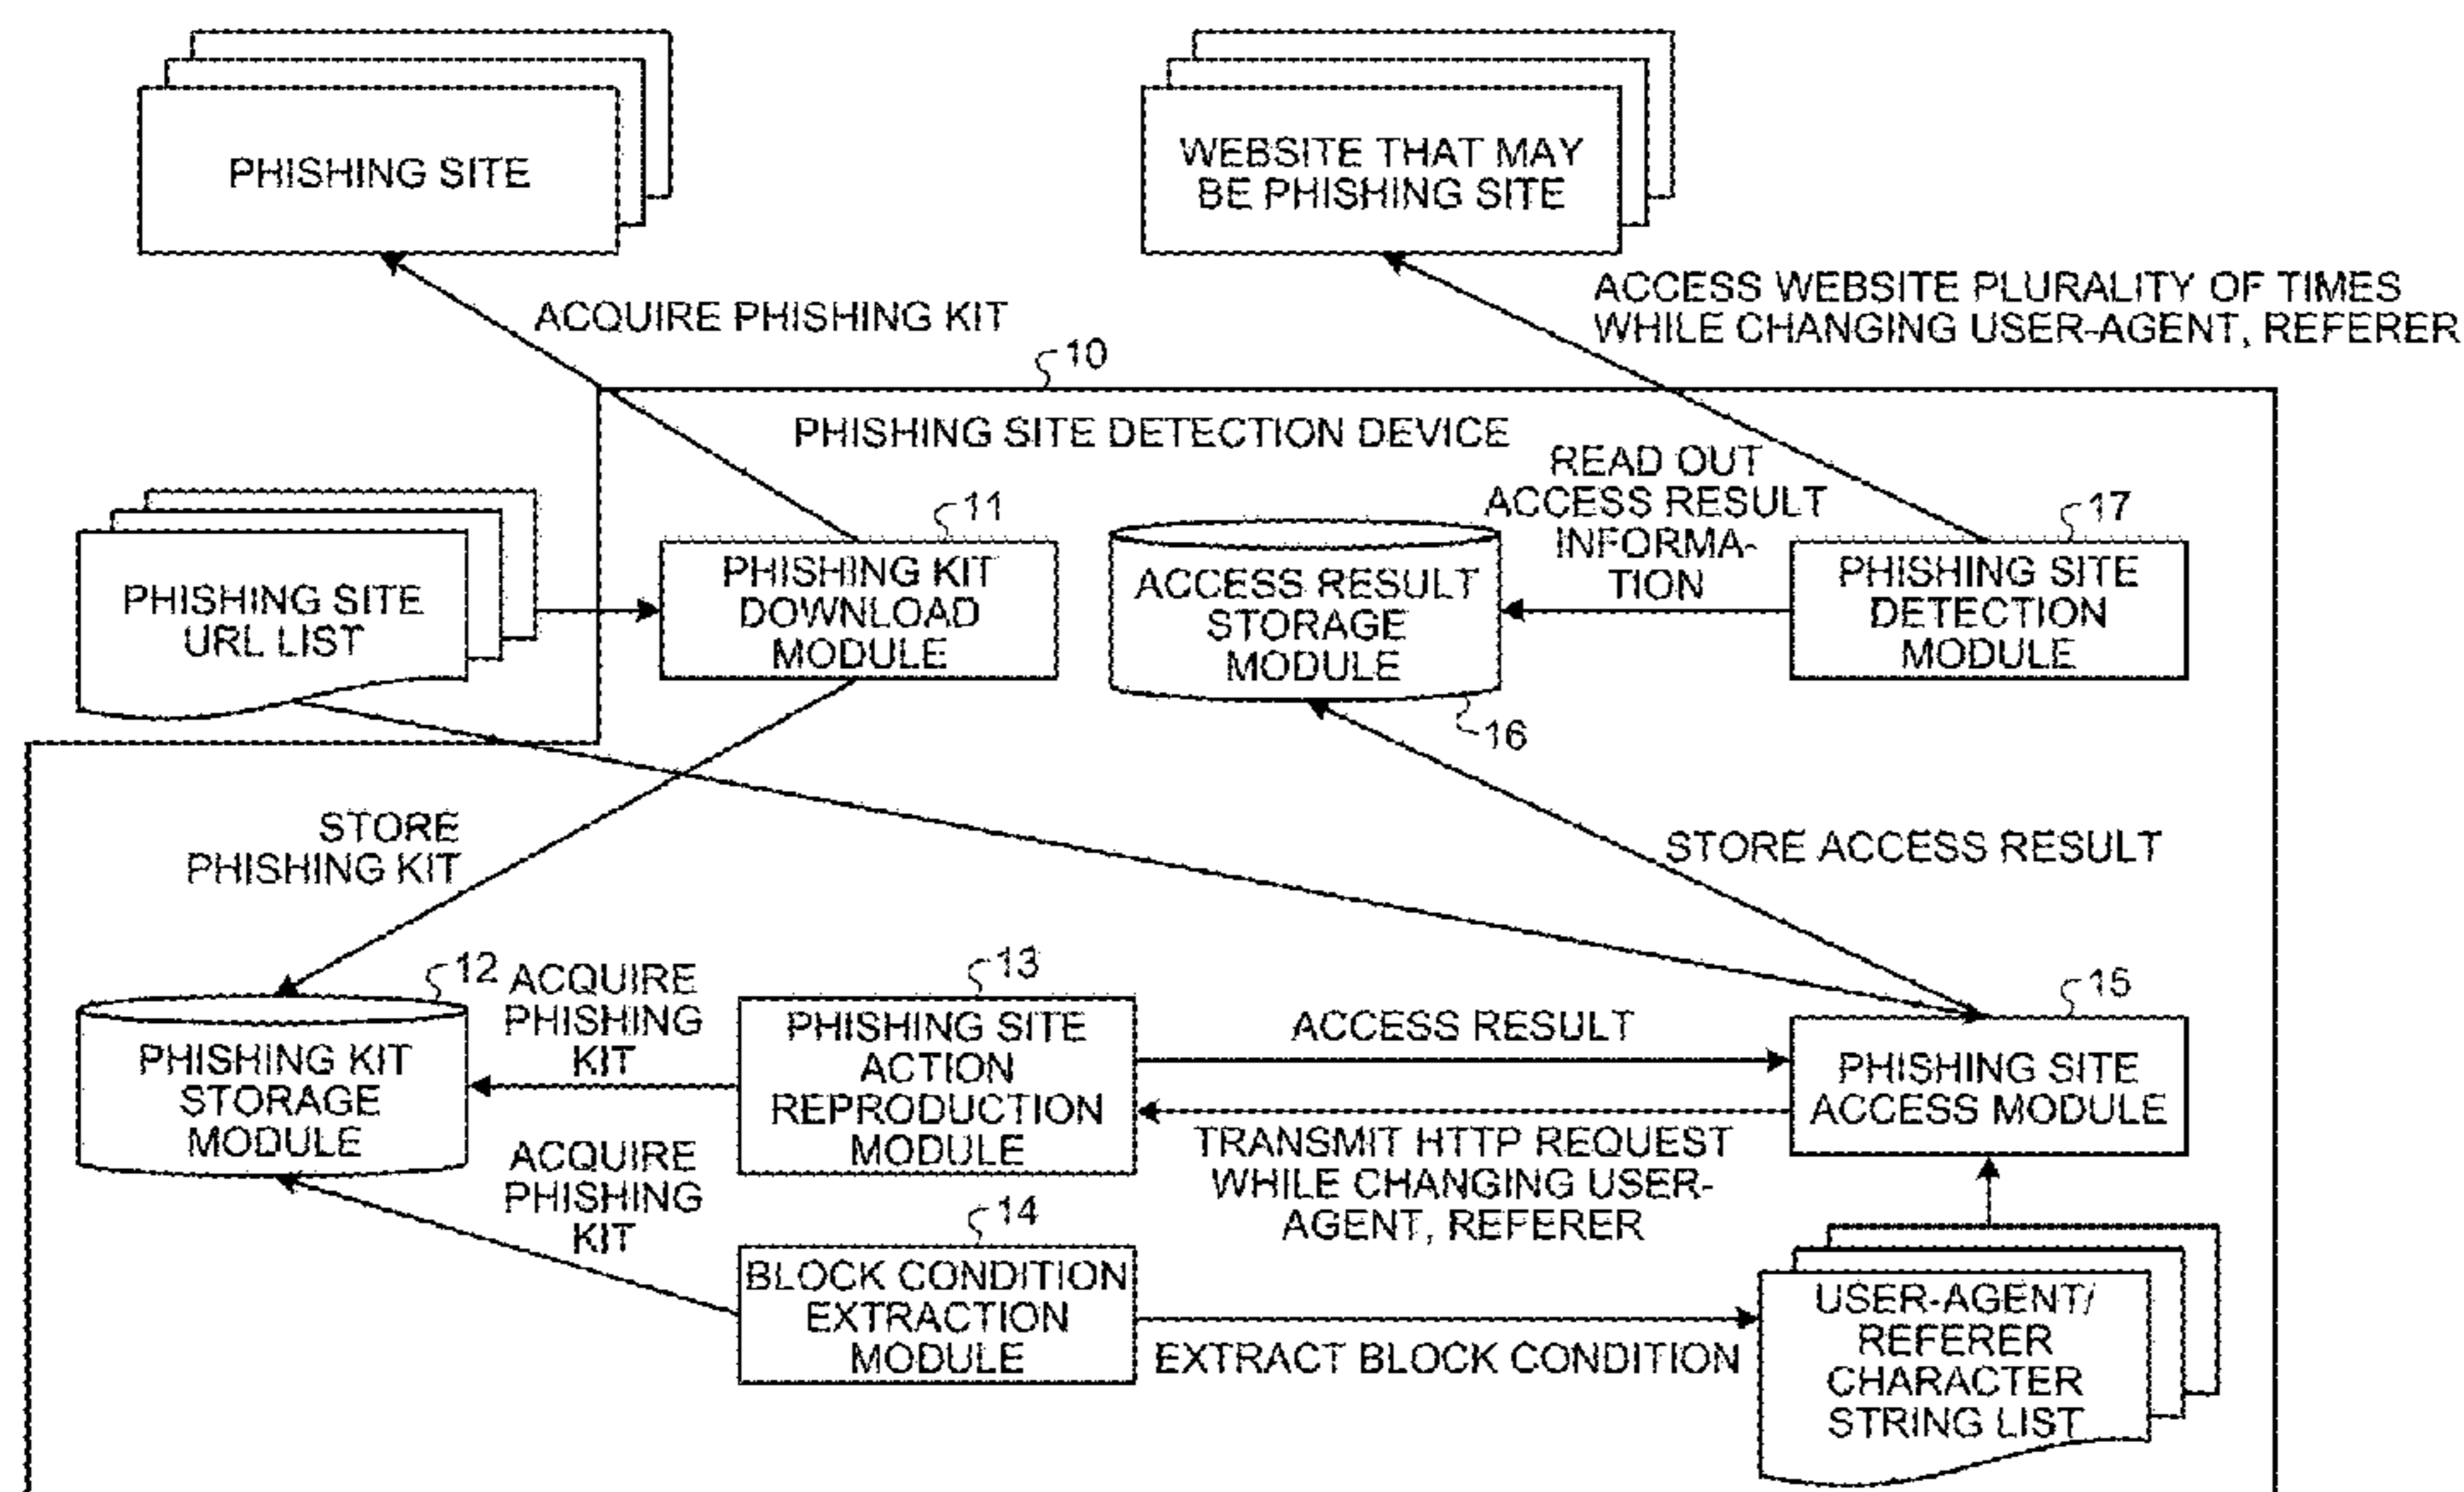 PHISHING SITE
WEBSITE THAT MAY
BE PHISHING SITE
ACQUIRE PHISHING KIT
ACCESS WEBSITE PLURALITY OF TIMES
WHILE CHANGING USER-AGENT, REFERER
10
PHISHING SITE DETECTION DEVICE
PHISHING SITE
URL LIST
11
PHISHING KIT
DOWNLOAD
MODULE
ACCESS RESULT
STORAGE
MODULE
16
READ OUT
ACCESS RESULT
INFORMA-
TION
17
PHISHING SITE
DETECTION
MODULE
STORE
PHISHING KIT
STORE ACCESS RESULT
12
PHISHING KIT
STORAGE
MODULE
ACQUIRE
PHISHING
KIT
13
PHISHING SITE
ACTION
REPRODUCTION
MODULE
ACCESS RESULT
15
PHISHING SITE
ACCESS MODULE
TRANSMIT HTTP REQUEST
WHILE CHANGING USER-
AGENT, REFERER
ACQUIRE
PHISHING
KIT
14
BLOCK CONDITION
EXTRACTION
MODULE
EXTRACT BLOCK CONDITION
USER-AGENT/
REFERER
CHARACTER
STRING LIST